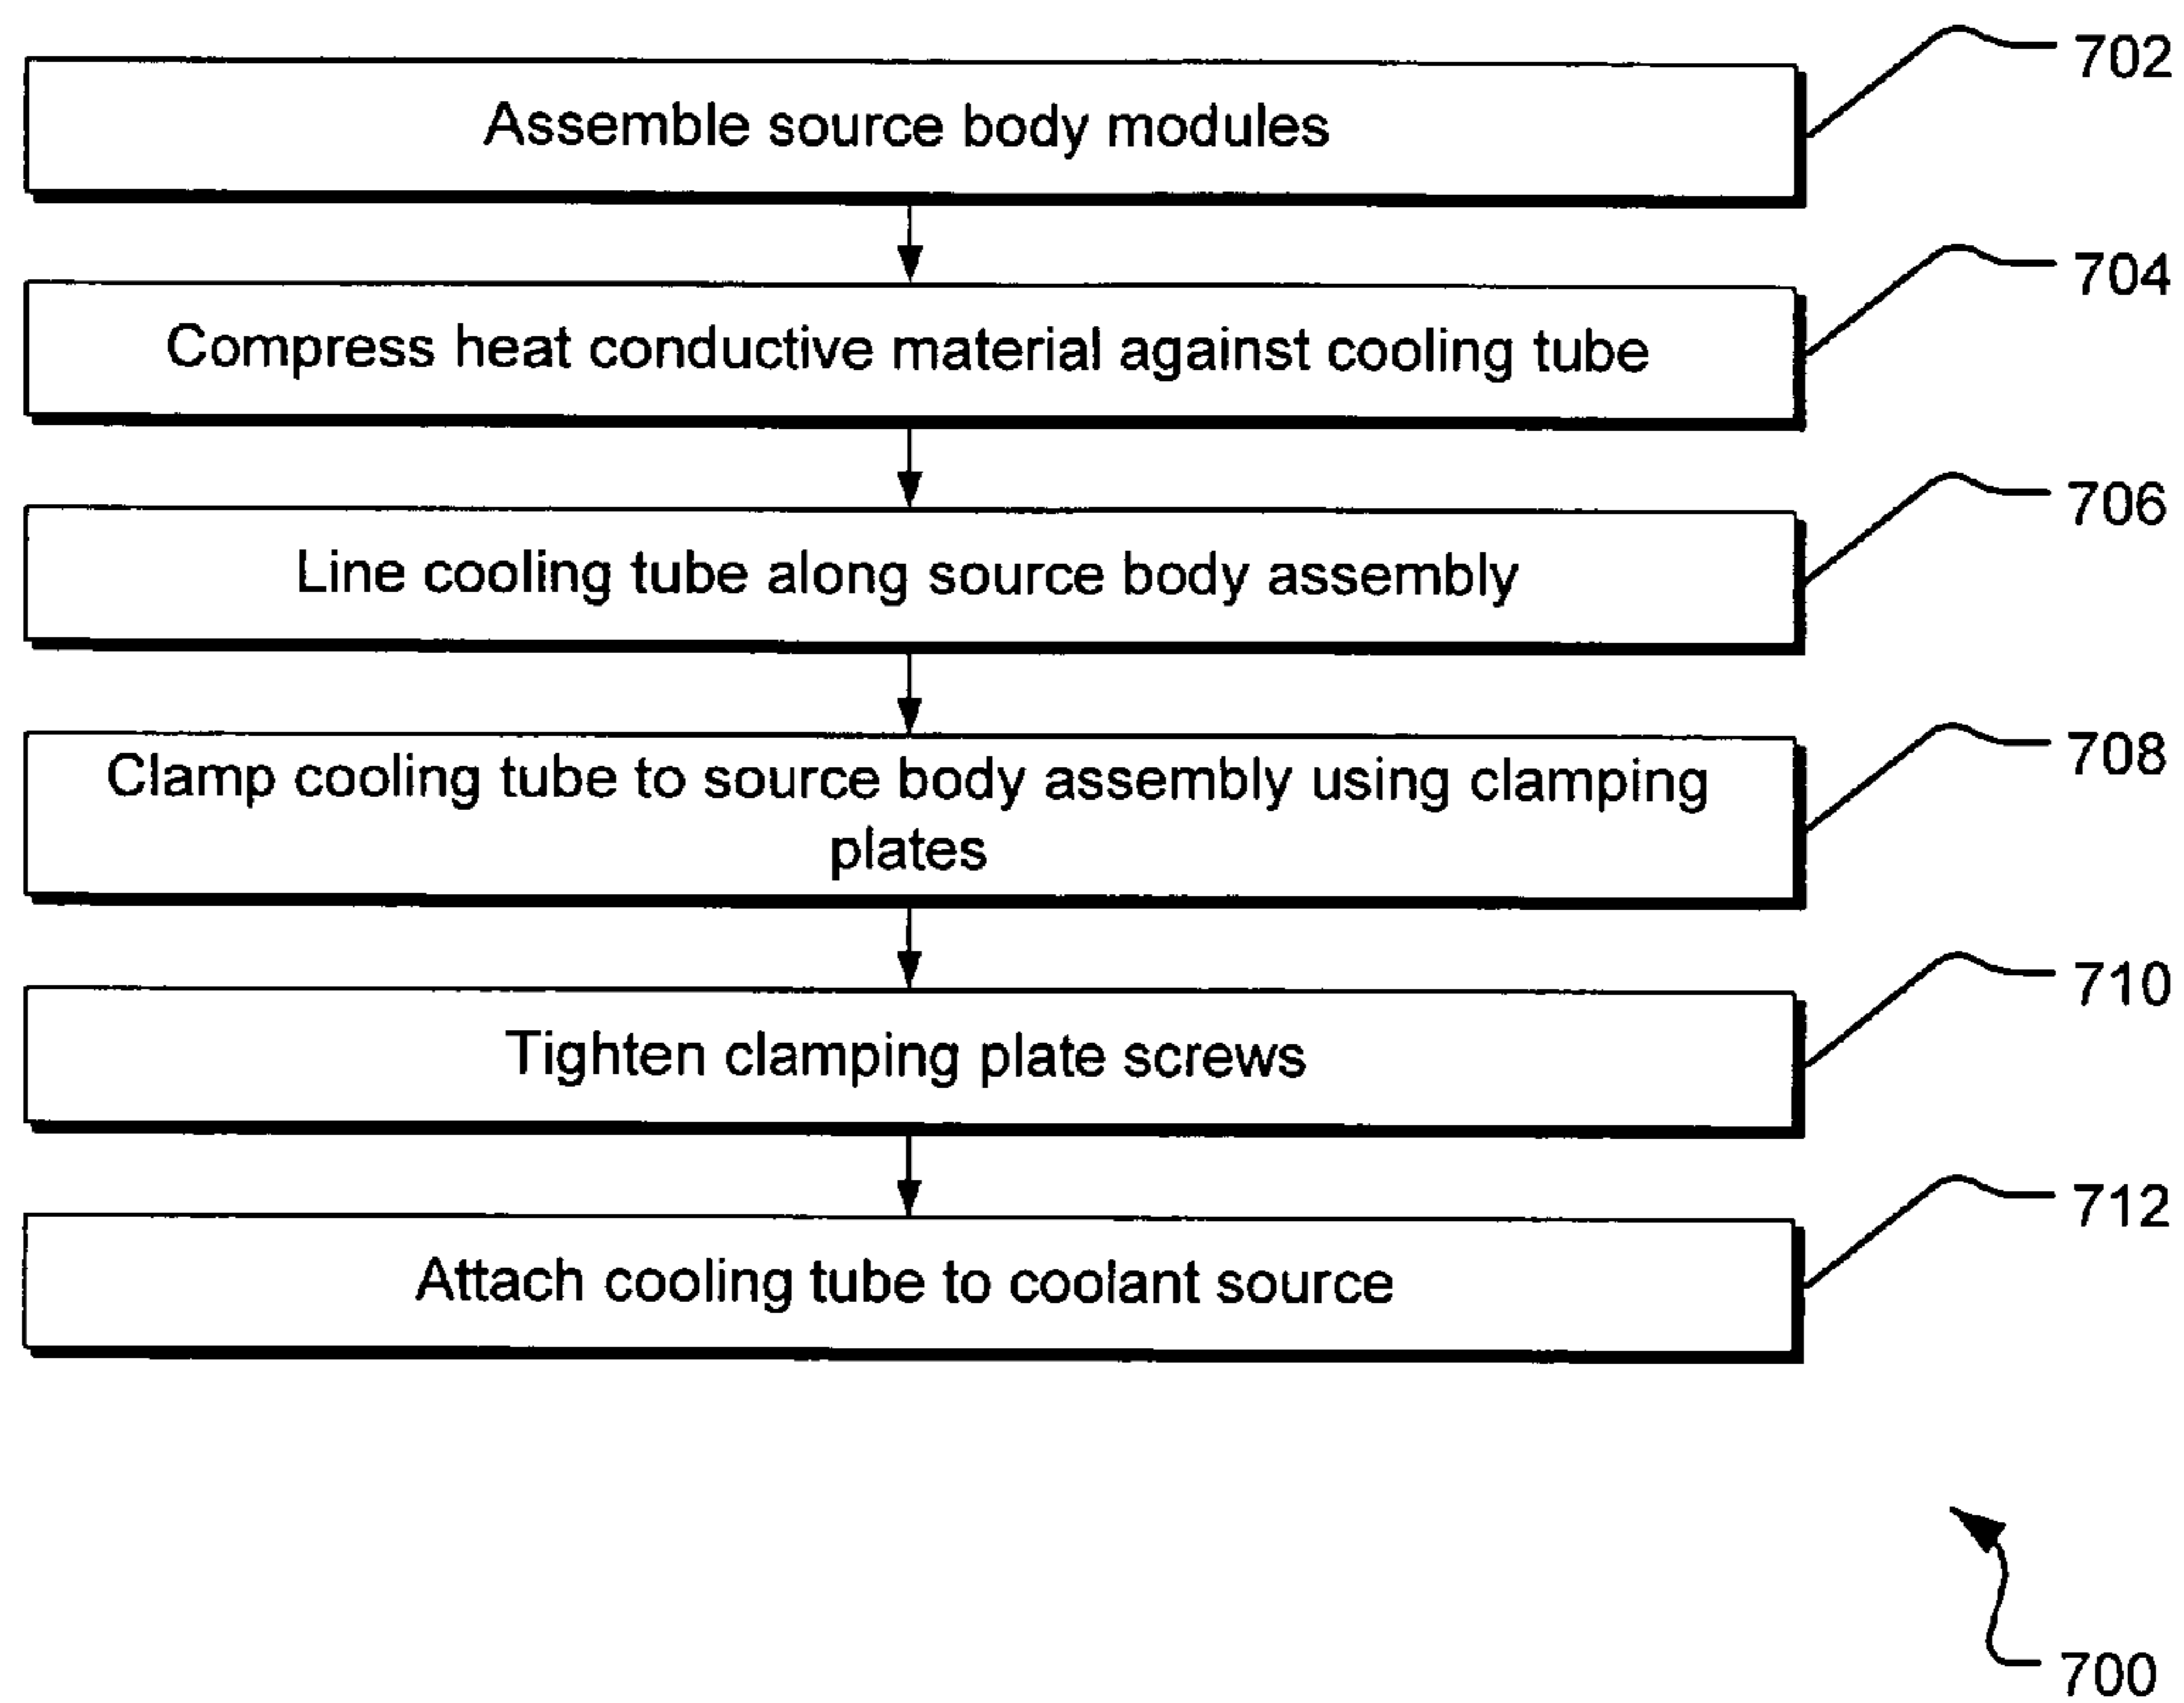 702
Assemble source body modules
704
Compress heat conductive material against cooling tube
706
Line cooling tube along source body assembly
708
Clamp cooling tube to source body assembly using clamping
plates
710
Tighten clamping plate screws
712
Attach cooling tube to coolant source
700